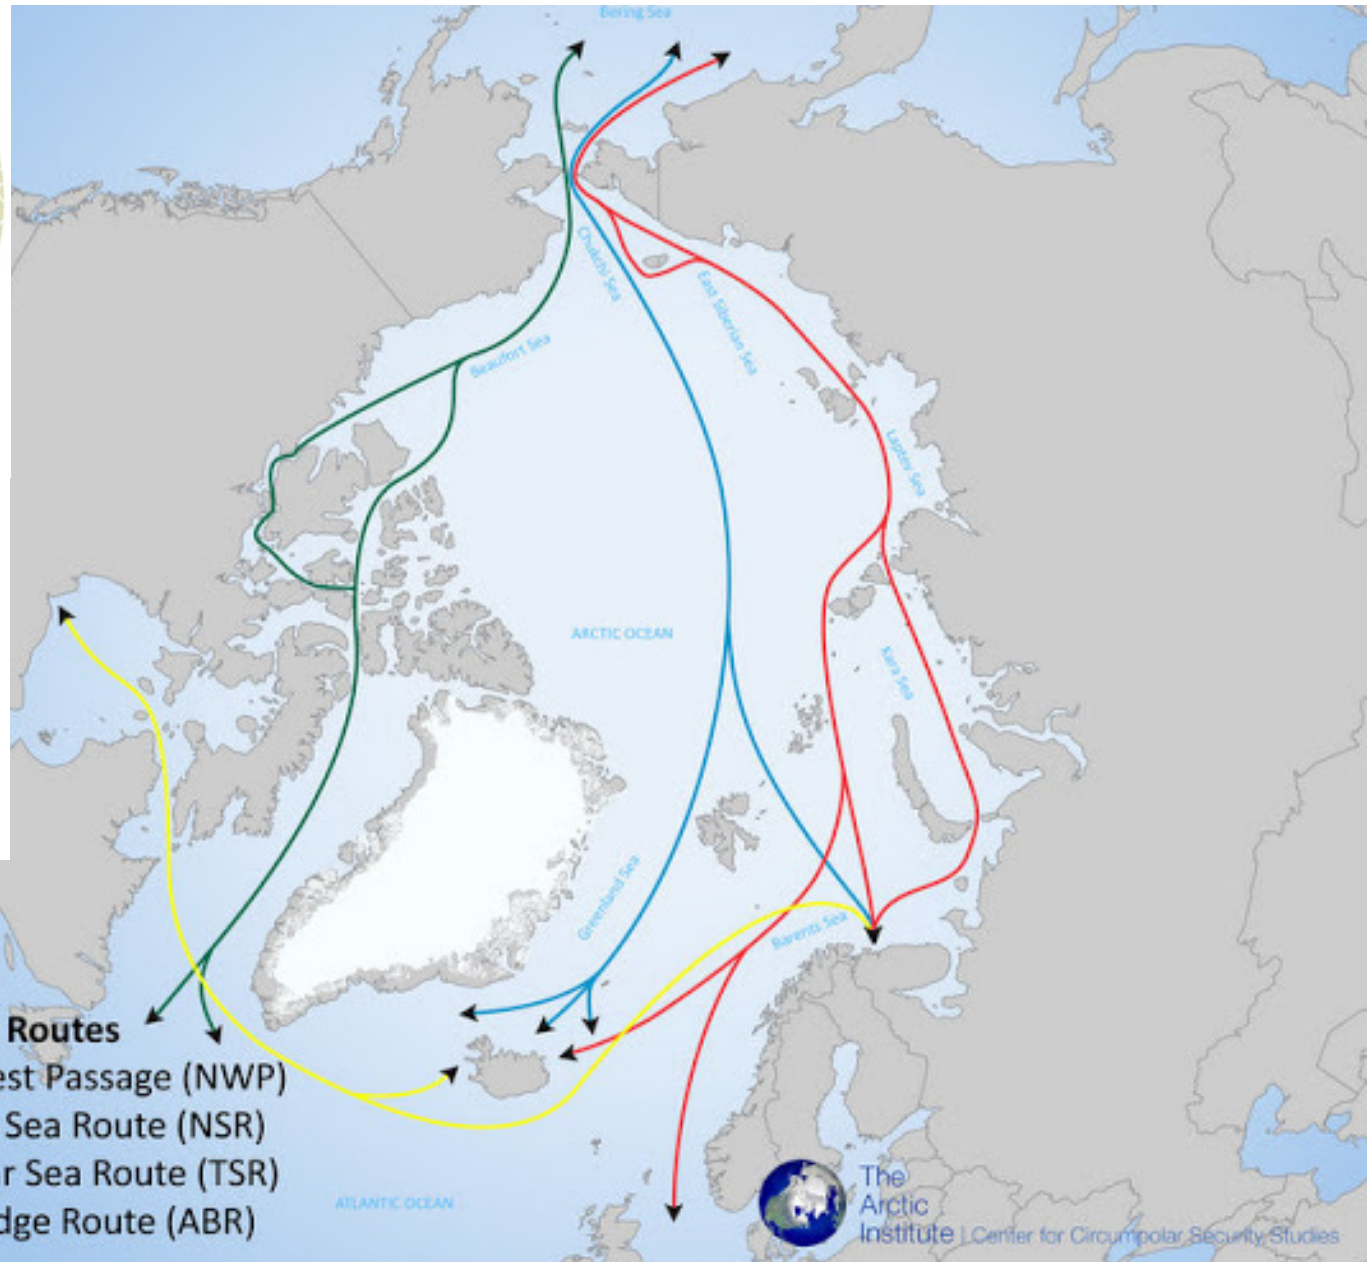 Bering Sea
Chukchi Sea
East Siberian Sea
Beaufort Sea
Laptev Sea
ARCTIC OCEAN
Kara Sea
Greenland Sea
Barents Sea
Routes
est Passage (NWP)
Sea Route (NSR)
ar Sea Route (TSR)
dge Route (ABR)
ATLANTIC OCEAN
The
Arctic
Institute | Center for Circumpolar Security Studies